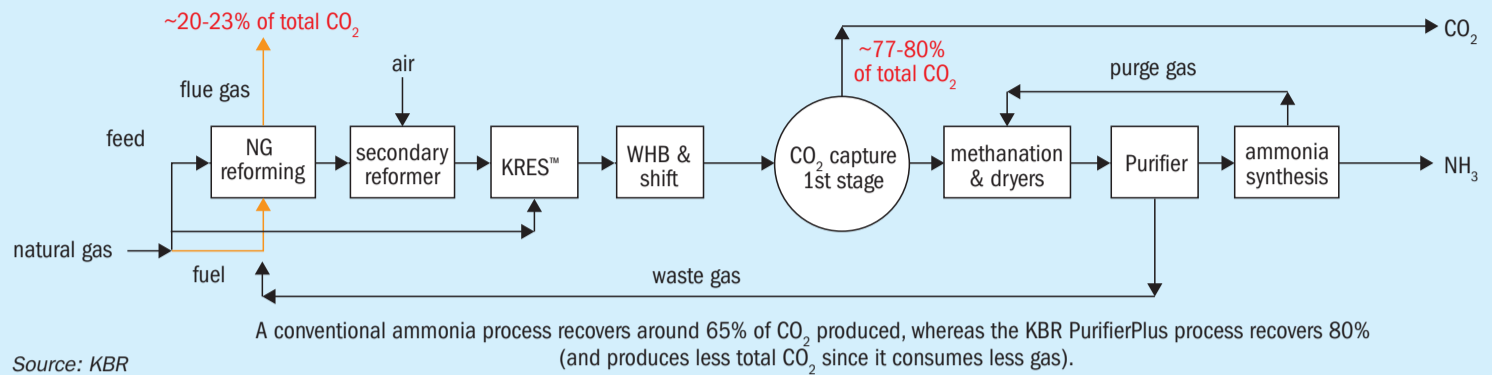 ~20-23% of total CO₂
flue gas
air
feed
NG
reforming
secondary
reformer
KRES™
WHB &
shift
CO₂ capture
1st stage
~77-80%
of total CO₂
CO₂
purge gas
methanation
& dryers
Purifier
ammonia
synthesis
NH₃
natural gas
fuel
waste gas
A conventional ammonia process recovers around 65% of CO₂ produced, whereas the KBR PurifierPlus process recovers 80%
(and produces less total CO₂ since it consumes less gas).
Source: KBR